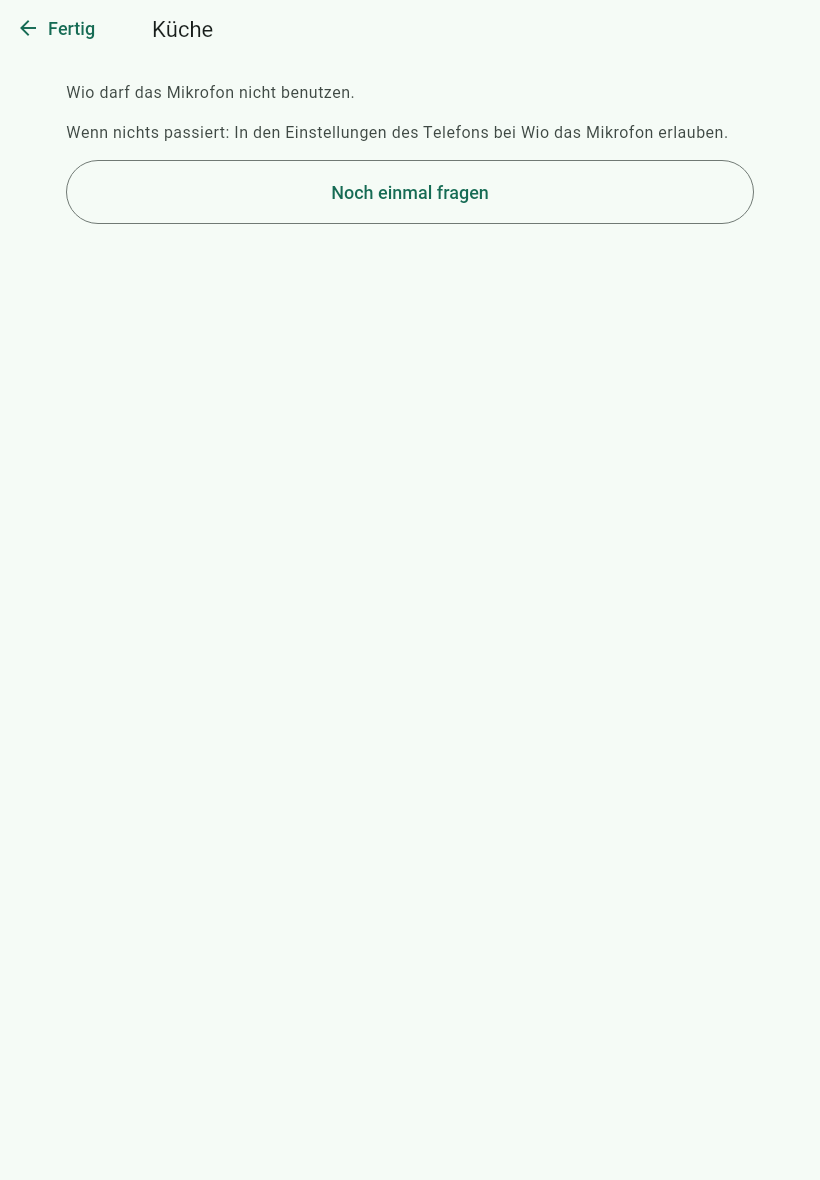 Fertig
Küche
Wio darf das Mikrofon nicht benutzen.
Wenn nichts passiert: In den Einstellungen des Telefons bei Wio das Mikrofon erlauben.
Noch einmal fragen